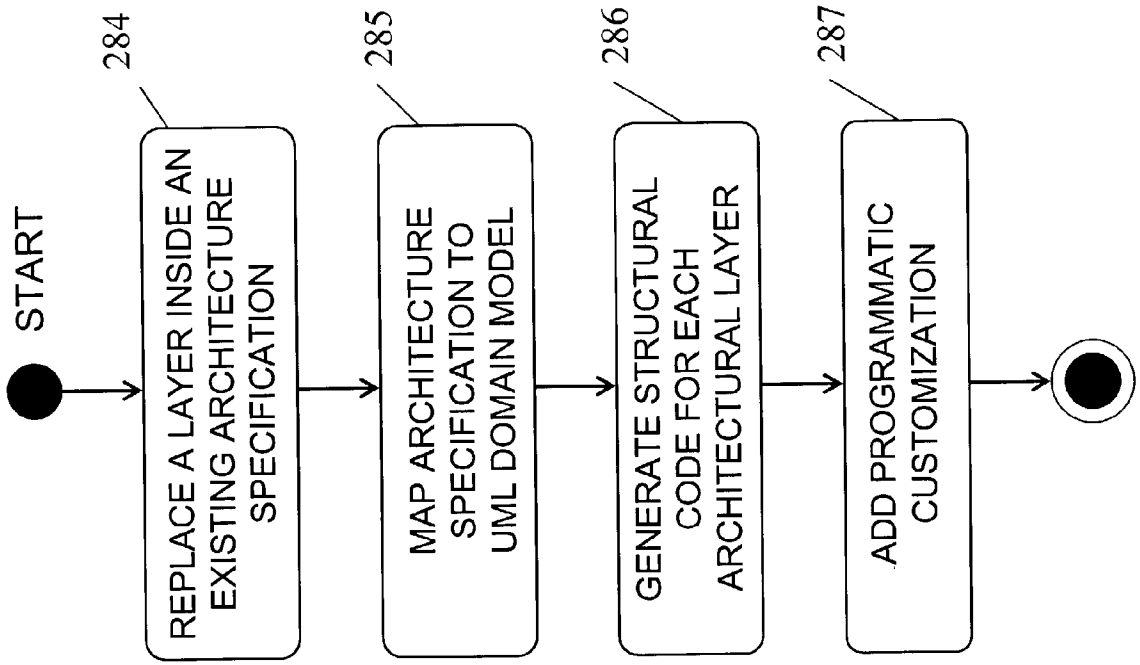 START
284
REPLACE A LAYER INSIDE AN
EXISTING ARCHITECTURE
SPECIFICATION
285
MAP ARCHITECTURE
SPECIFICATION TO
UML DOMAIN MODEL
286
GENERATE STRUCTURAL
CODE FOR EACH
ARCHITECTURAL LAYER
287
ADD PROGRAMMATIC
CUSTOMIZATION